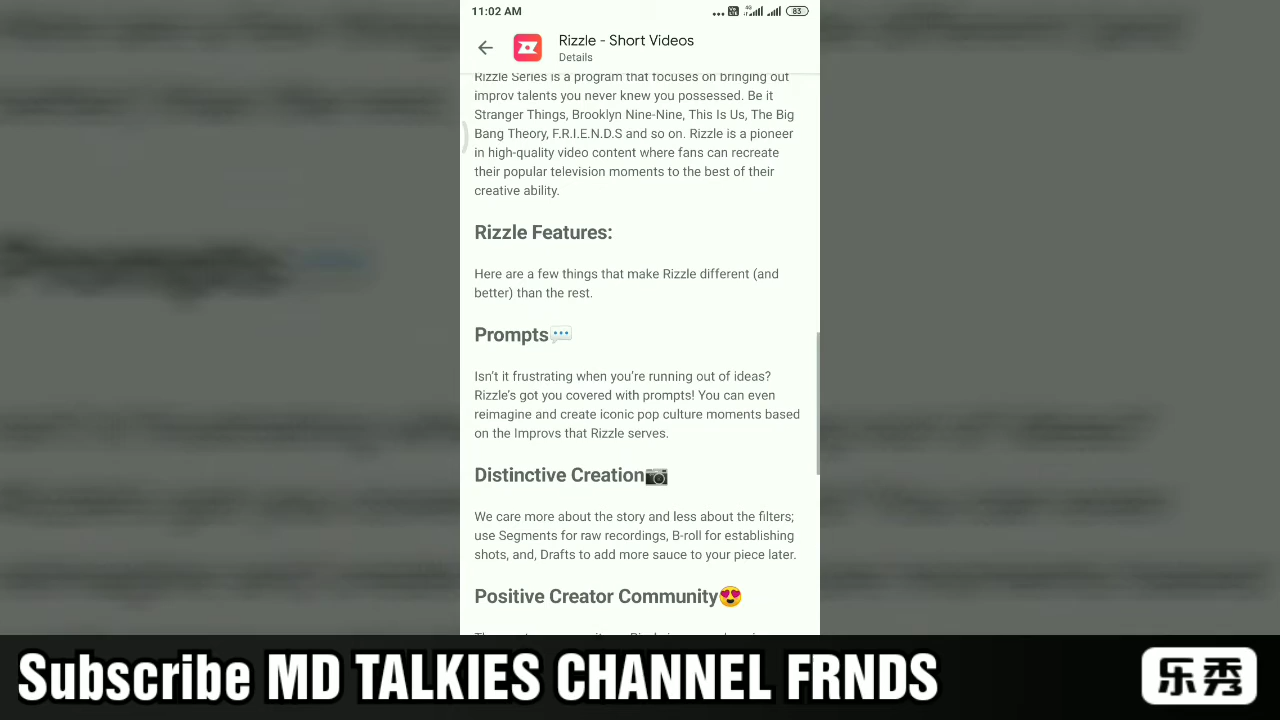 11:02 AM
4G
83
Rizzle - Short Videos
Details
Rizzle Series is a program that focuses on bringing out
improv talents you never knew you possessed. Be it
Stranger Things, Brooklyn Nine-Nine, This Is Us, The Big
Bang Theory, F.R.I.E.N.D.S and so on. Rizzle is a pioneer
in high-quality video content where fans can recreate
their popular television moments to the best of their
creative ability.
Rizzle Features:
Here are a few things that make Rizzle different (and
better) than the rest.
Prompts💬
Isn't it frustrating when you're running out of ideas?
Rizzle's got you covered with prompts! You can even
reimagine and create iconic pop culture moments based
on the Improvs that Rizzle serves.
Distinctive Creation📷
We care more about the story and less about the filters;
use Segments for raw recordings, B-roll for establishing
shots, and, Drafts to add more sauce to your piece later.
Positive Creator Community😍
Subscribe MD TALKIES CHANNEL FRNDS
乐秀